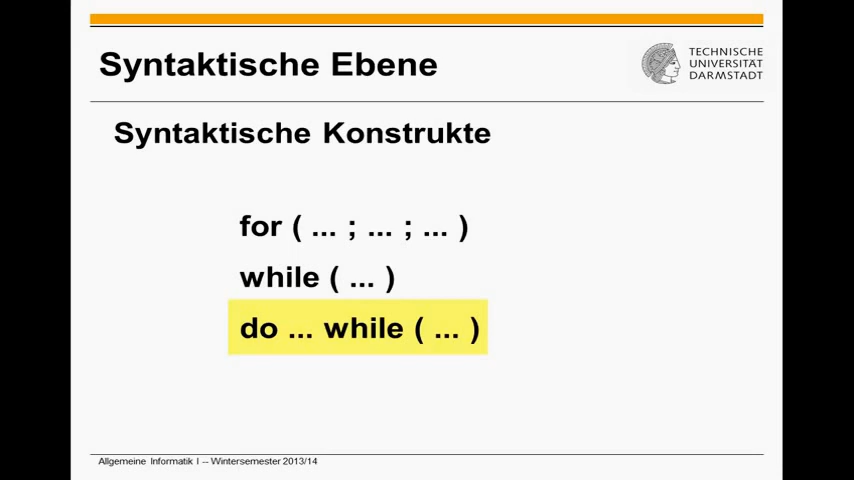 Syntaktische Ebene
TECHNISCHE
UNIVERSITÄT
DARMSTADT
Syntaktische Konstrukte
for ( ... ; ... ; ... )
while ( ... )
do ... while ( ... )
Allgemeine Informatik I -- Wintersemester 2013/14